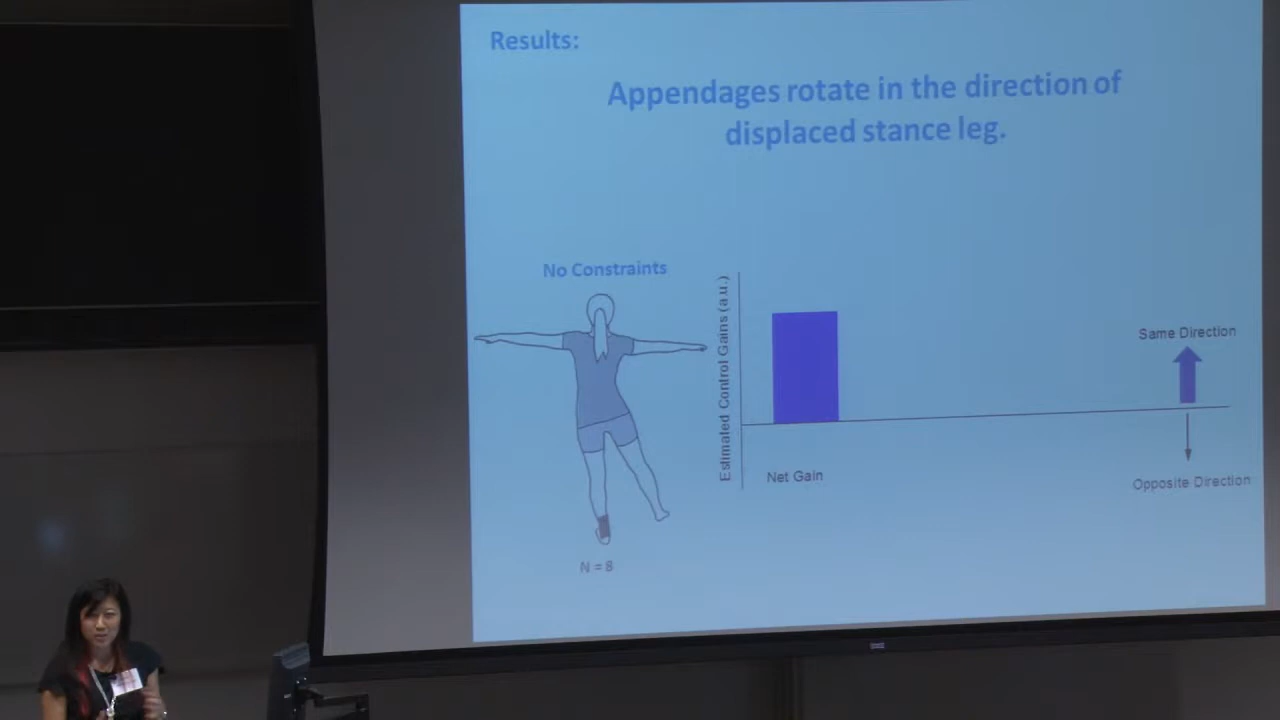 Results:
Appendages rotate in the direction of
displaced stance leg.
No Constraints
Estimated Control Gains (a.u.)
Same Direction
Net Gain
Opposite Direction
N = 8